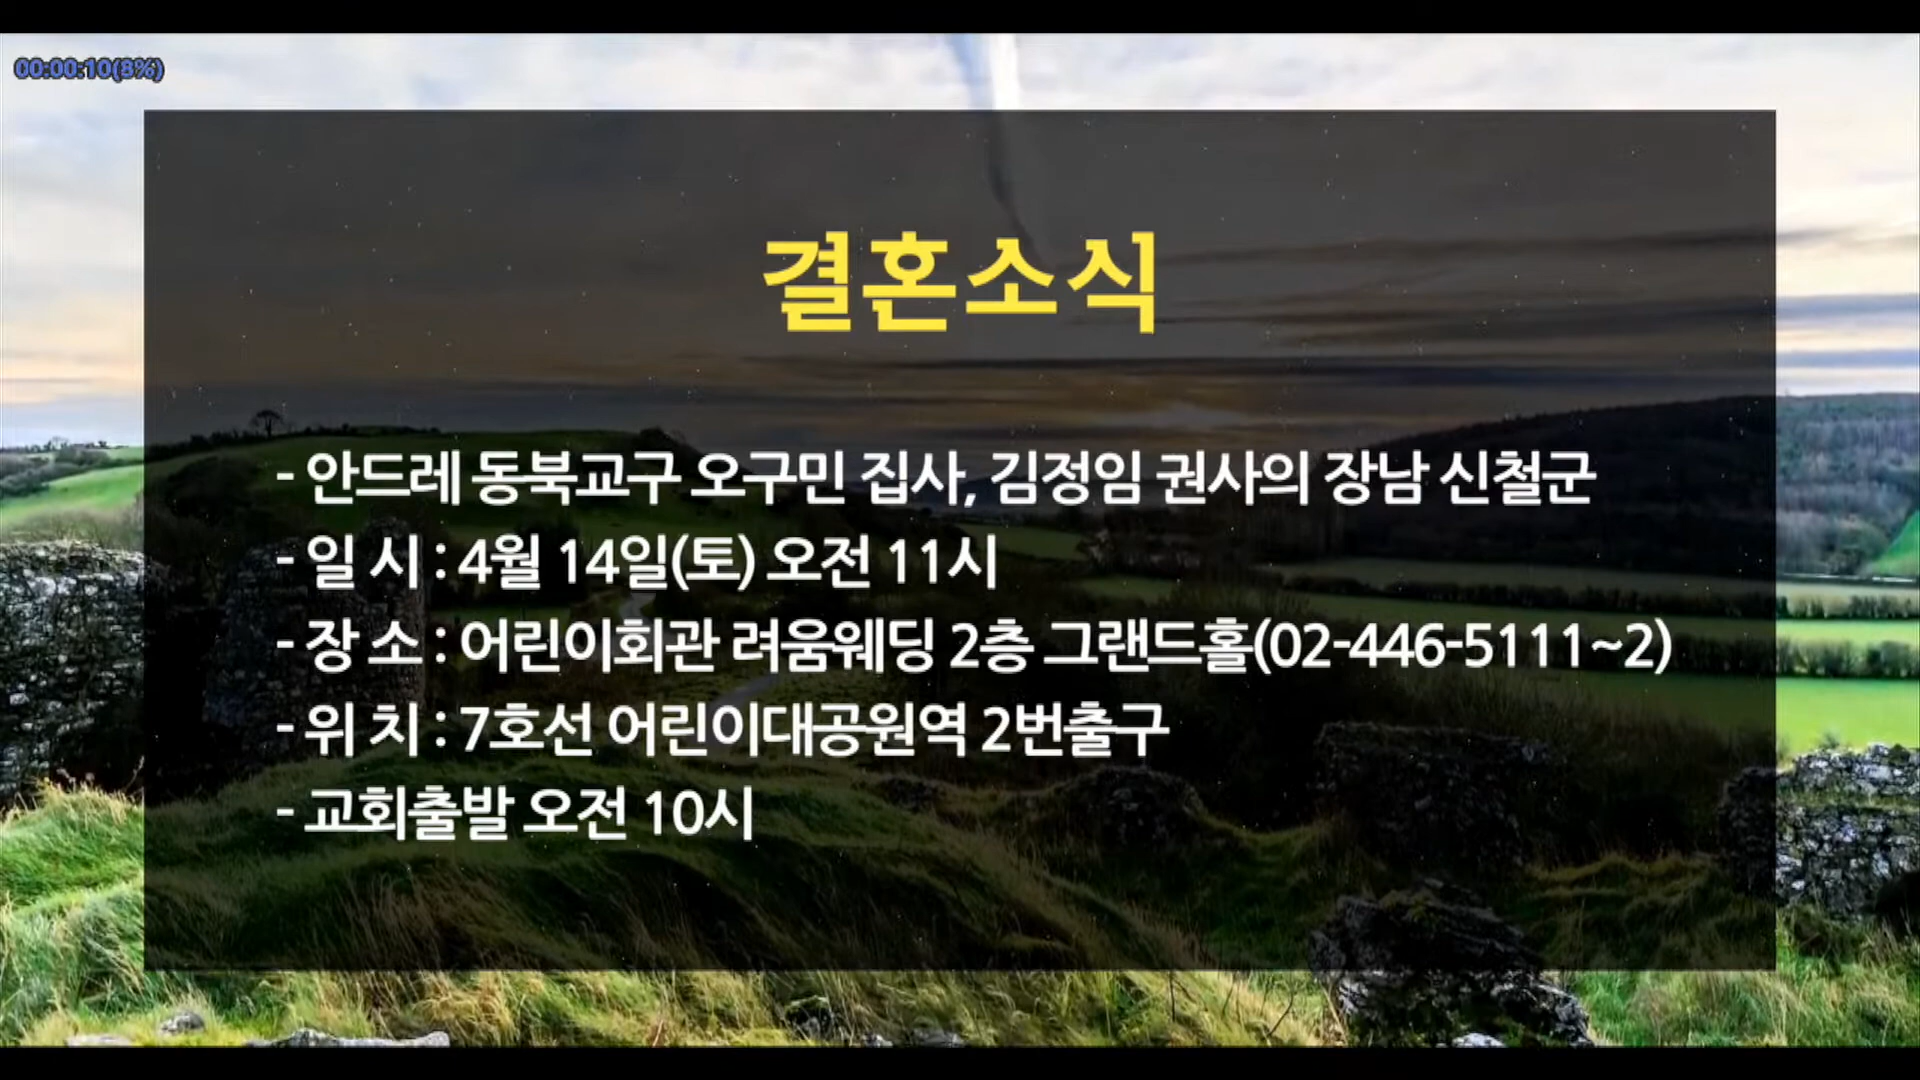 00:00:10(8%)
결혼소식
- 안드레 동북교구 오구민 집사, 김정임 권사의 장남 신철군
- 일 시 : 4월 14일(토) 오전 11시
- 장 소 : 어린이회관 려움웨딩 2층 그랜드홀(02-446-5111~2)
- 위 치 : 7호선 어린이대공원역 2번출구
- 교회출발 오전 10시